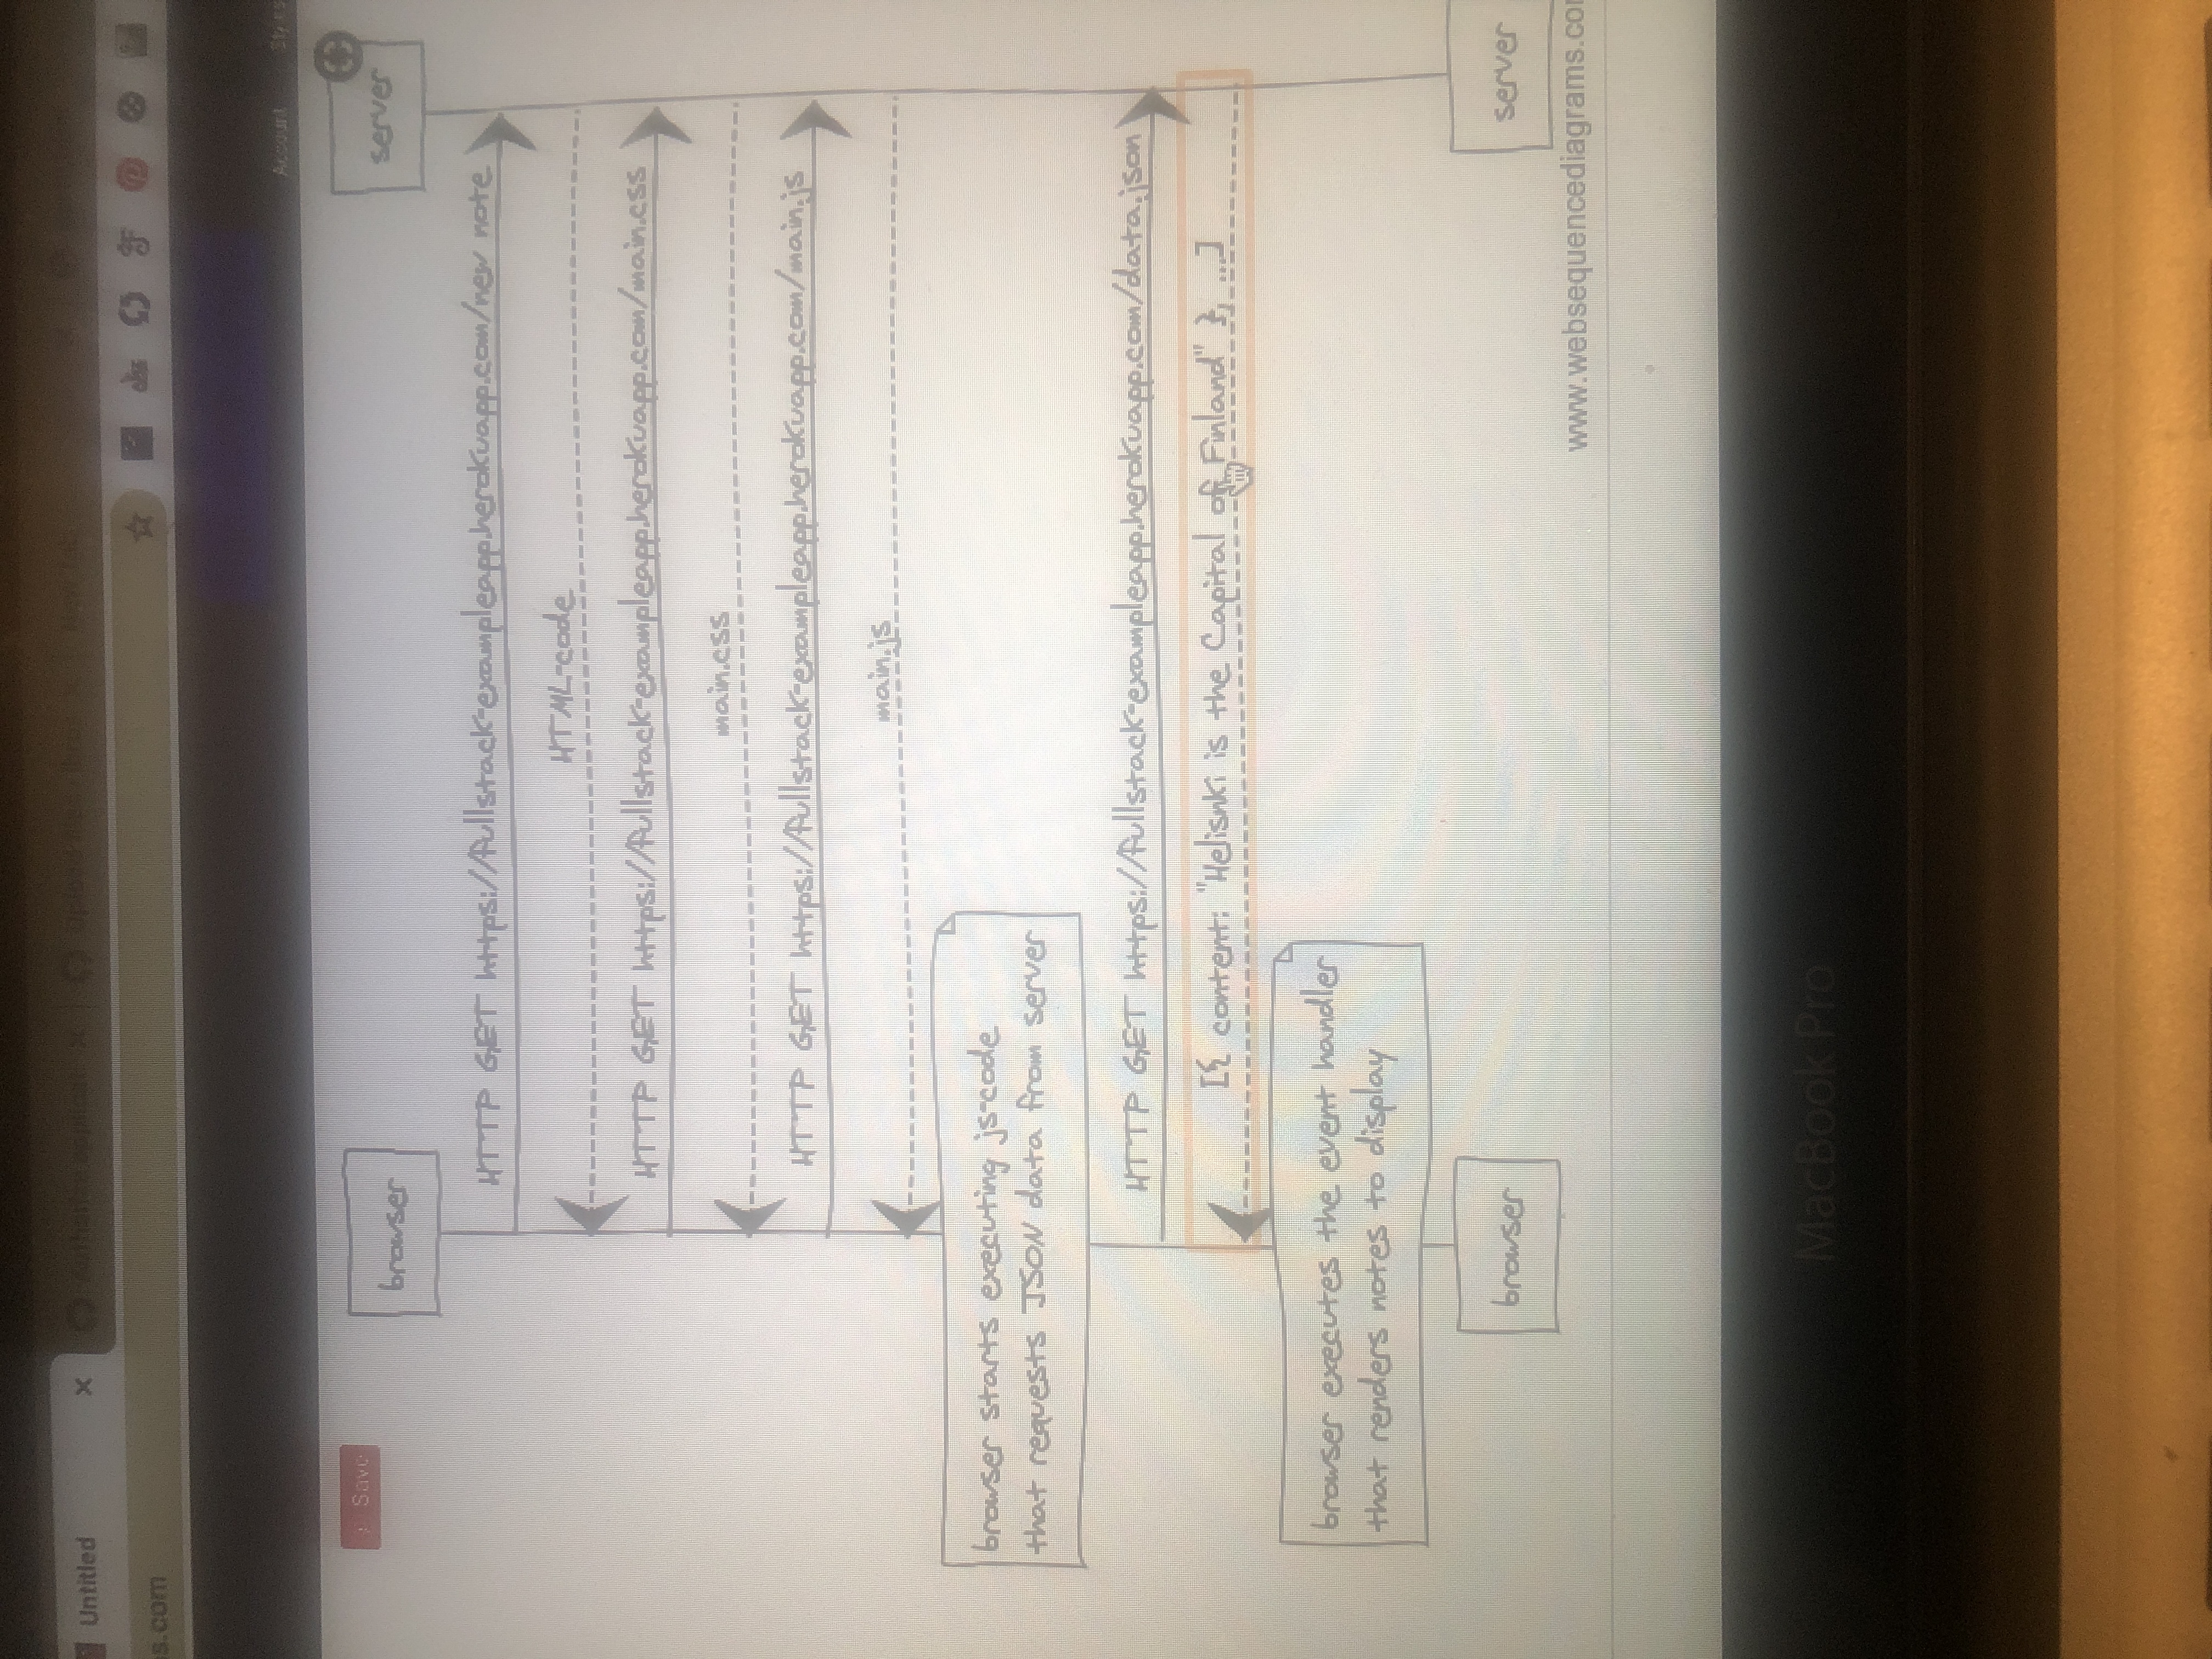 Untitled
s.com
Account
Save
browser
server
HTTP GET https://fullstack-exampleapp.herokuapp.com/new note
HTML-code
HTTP GET https://fullstack-exampleapp.herokuapp.com/main.css
main.css
HTTP GET https://fullstack-exampleapp.herokuapp.com/main.js
main.js
browser starts executing js-code
that requests JSON data from server
HTTP GET https://fullstack-exampleapp.herokuapp.com/data.json
[{ content: "Helisnki is the Capital of Finland" }, ...]
browser executes the event handler
that renders notes to display
browser
server
www.websequencediagrams.co
MacBook Pro